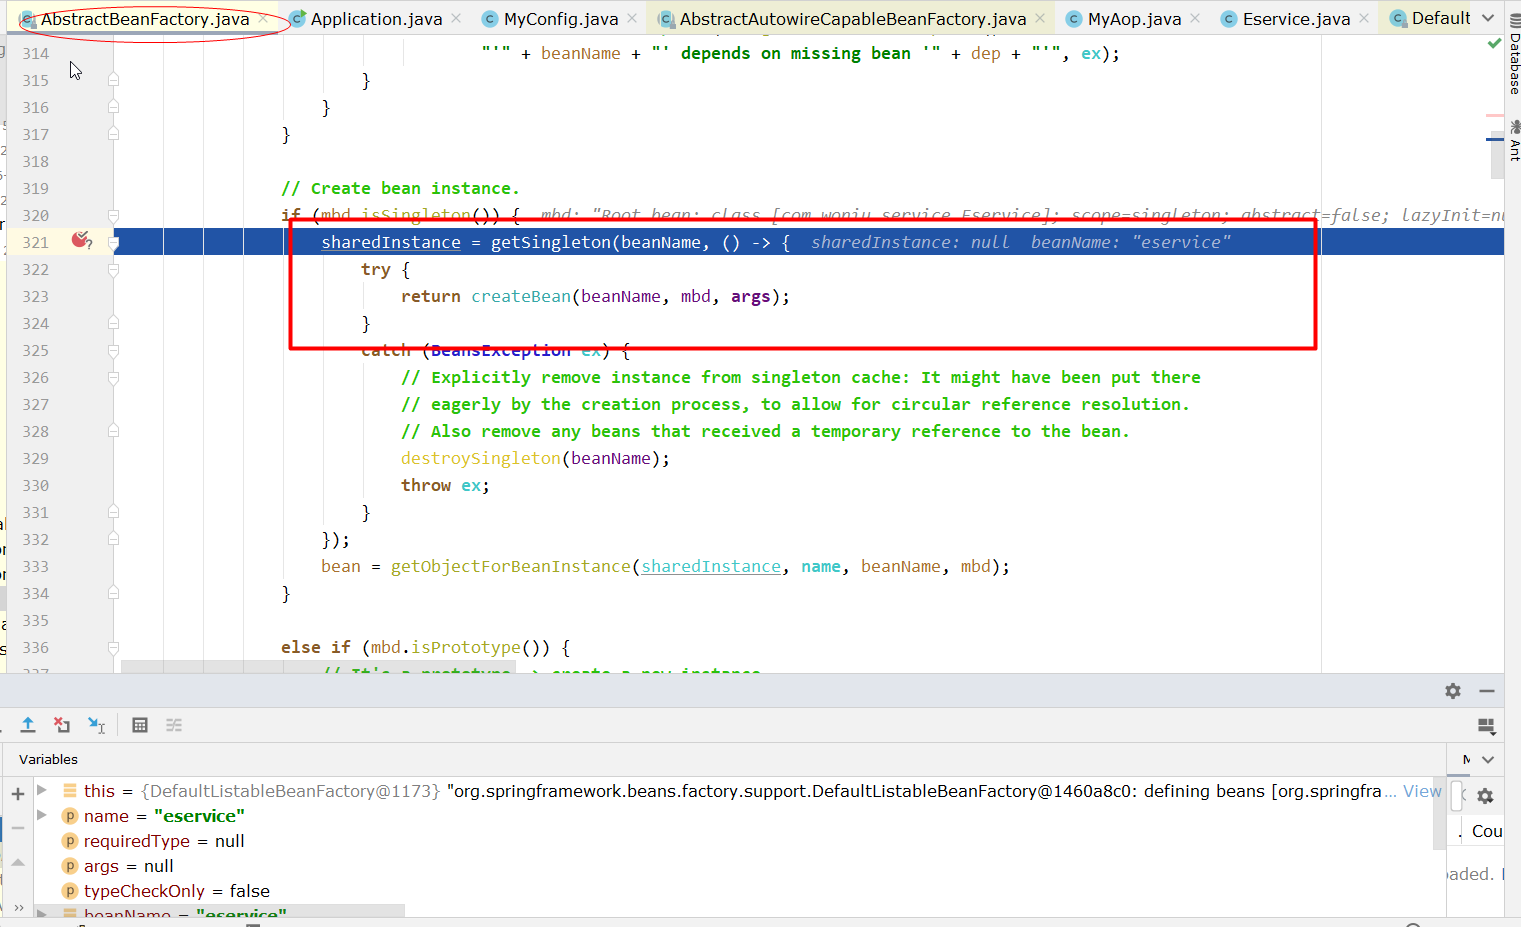 AbstractBeanFactory.java × Application.java × MyConfig.java × AbstractAutowireCapableBeanFactory.java × MyAop.java × Eservice.java × Default
314 "'" + beanName + "' depends on missing bean '" + dep + "'", ex);
315 }
316 }
317 }
318
319 // Create bean instance.
320 if (mbd.isSingleton()) { mbd: "Root bean: class [com.woniu.service.Eservice]; scope=singleton; abstract=false; lazyInit=nu
321 sharedInstance = getSingleton(beanName, () -> { sharedInstance: null beanName: "eservice"
322 try {
323 return createBean(beanName, mbd, args);
324 }
325 catch (BeansException ex) {
326 // Explicitly remove instance from singleton cache: It might have been put there
327 // eagerly by the creation process, to allow for circular reference resolution.
328 // Also remove any beans that received a temporary reference to the bean.
329 destroySingleton(beanName);
330 throw ex;
331 }
332 });
333 bean = getObjectForBeanInstance(sharedInstance, name, beanName, mbd);
334 }
335
336 else if (mbd.isPrototype()) {
337 // It's a prototype -> create a new instance.
Database
Ant
Variables
this = {DefaultListableBeanFactory@1173} "org.springframework.beans.factory.support.DefaultListableBeanFactory@1460a8c0: defining beans [org.springfra... View
name = "eservice"
requiredType = null
args = null
typeCheckOnly = false
beanName = "eservice"
Cou
oaded.